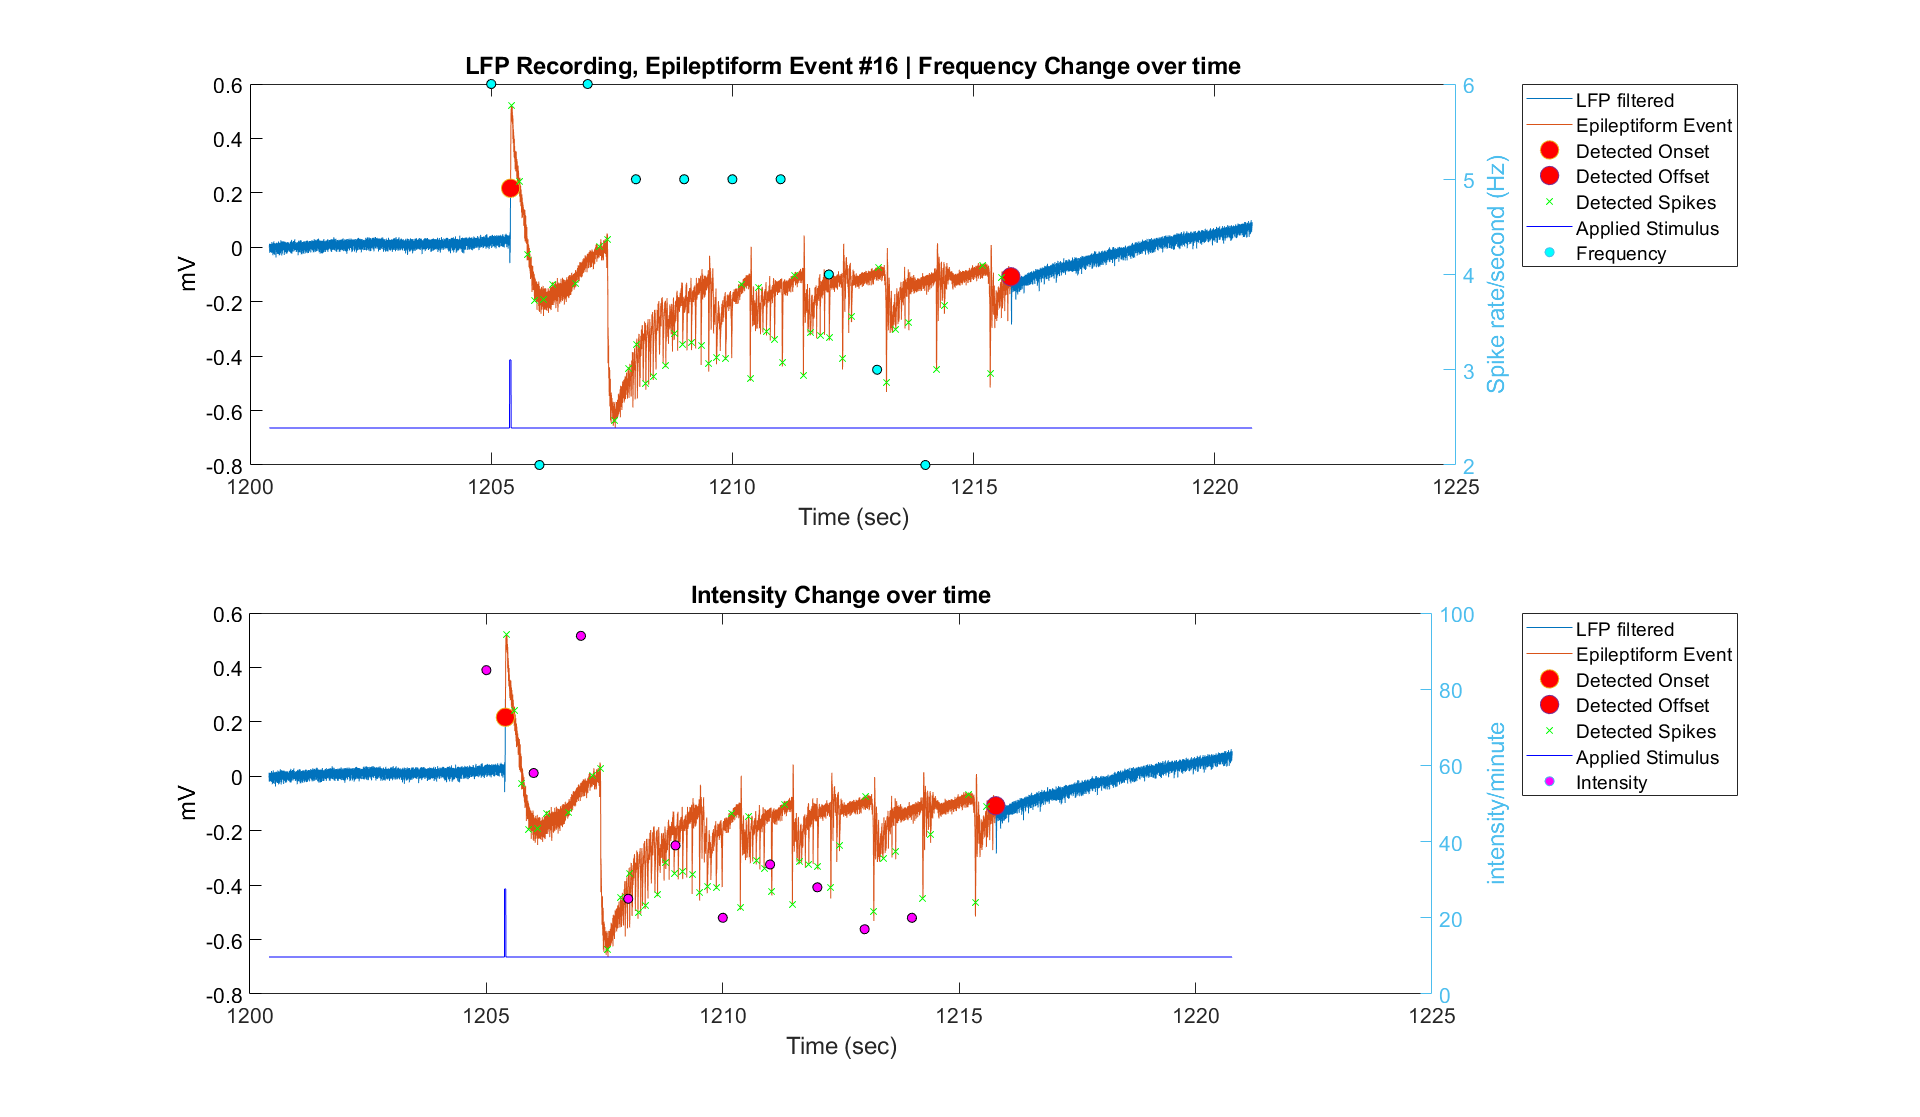 LFP Recording, Epileptiform Event #16 | Frequency Change over time
0.6
0.4
0.2
0
-0.2
-0.4
-0.6
-0.8
mV
1200
1205
1210
1215
1220
1225
Time (sec)
6
5
4
3
2
Spike rate/second (Hz)
LFP filtered
Epileptiform Event
Detected Onset
Detected Offset
Detected Spikes
Applied Stimulus
Frequency
Intensity Change over time
0.6
0.4
0.2
0
-0.2
-0.4
-0.6
-0.8
mV
1200
1205
1210
1215
1220
1225
Time (sec)
100
80
60
40
20
0
intensity/minute
LFP filtered
Epileptiform Event
Detected Onset
Detected Offset
Detected Spikes
Applied Stimulus
Intensity